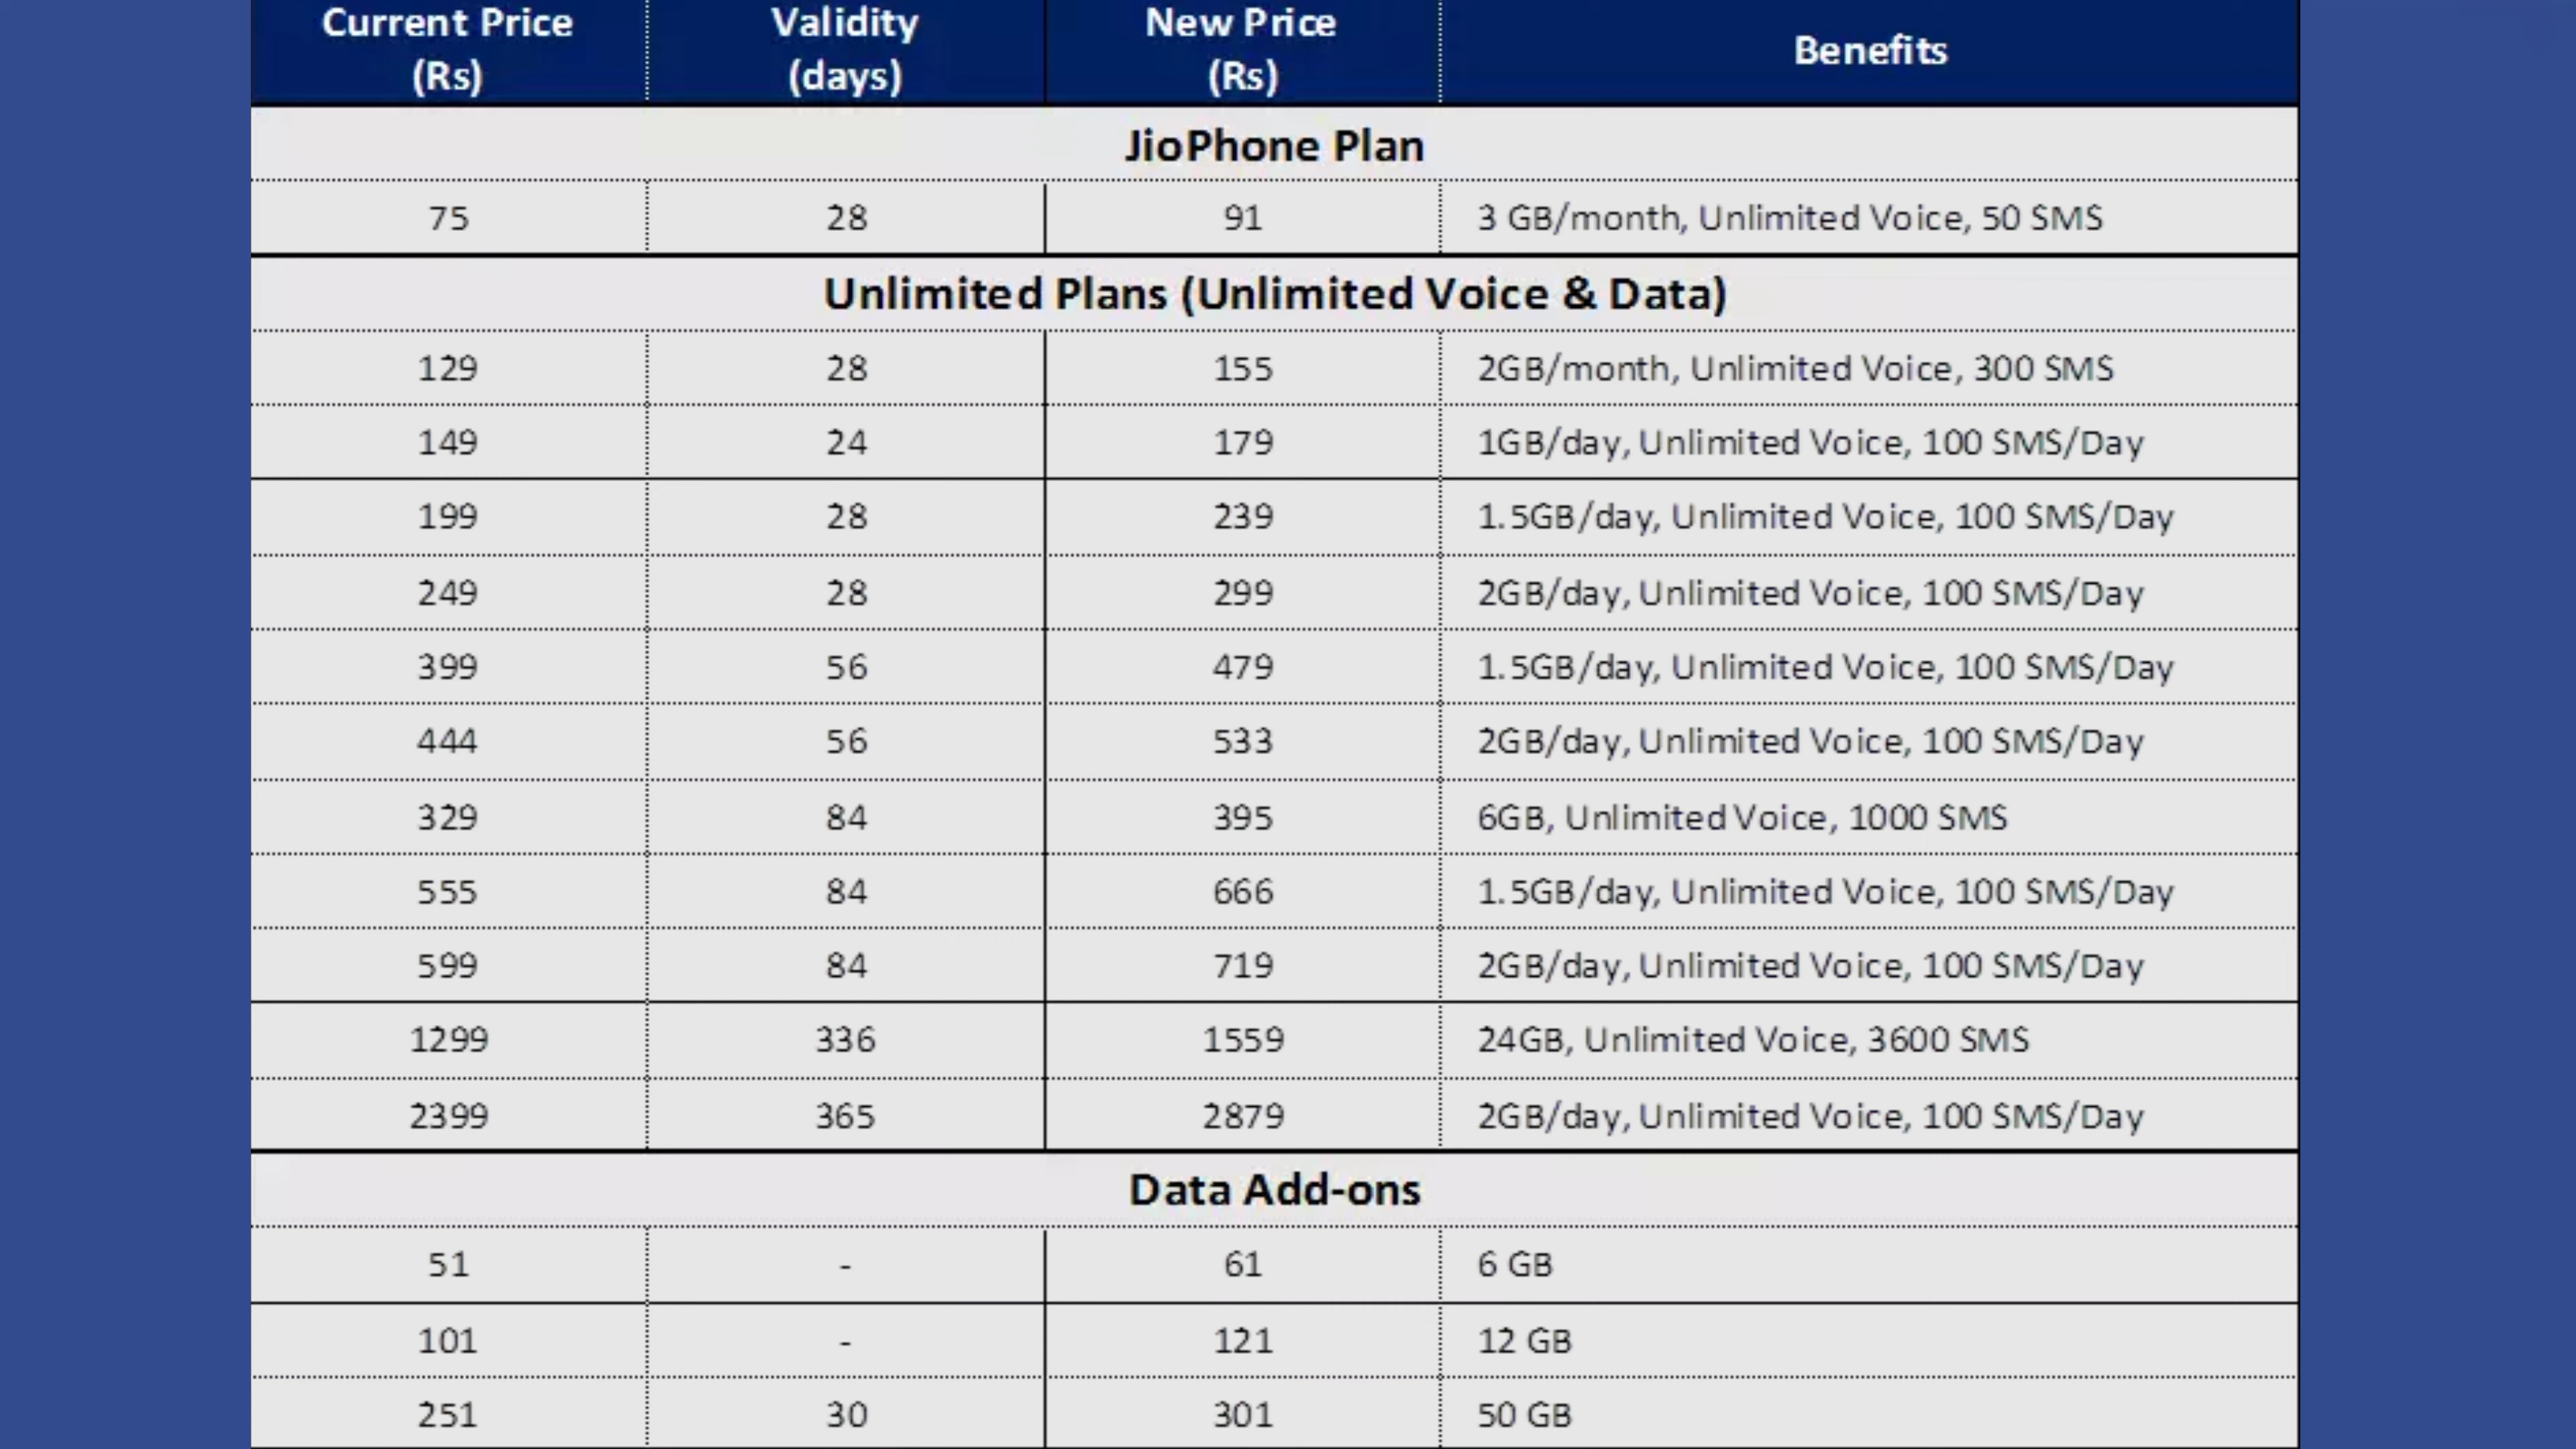 Current Price (Rs) Validity (days) New Price (Rs) Benefits
JioPhone Plan
75 28 91 3 GB/month, Unlimited Voice, 50 SMS
Unlimited Plans (Unlimited Voice & Data)
129 28 155 2GB/month, Unlimited Voice, 300 SMS
149 24 179 1GB/day, Unlimited Voice, 100 SMS/Day
199 28 239 1.5GB/day, Unlimited Voice, 100 SMS/Day
249 28 299 2GB/day, Unlimited Voice, 100 SMS/Day
399 56 479 1.5GB/day, Unlimited Voice, 100 SMS/Day
444 56 533 2GB/day, Unlimited Voice, 100 SMS/Day
329 84 395 6GB, Unlimited Voice, 1000 SMS
555 84 666 1.5GB/day, Unlimited Voice, 100 SMS/Day
599 84 719 2GB/day, Unlimited Voice, 100 SMS/Day
1299 336 1559 24GB, Unlimited Voice, 3600 SMS
2399 365 2879 2GB/day, Unlimited Voice, 100 SMS/Day
Data Add-ons
51 - 61 6 GB
101 - 121 12 GB
251 30 301 50 GB